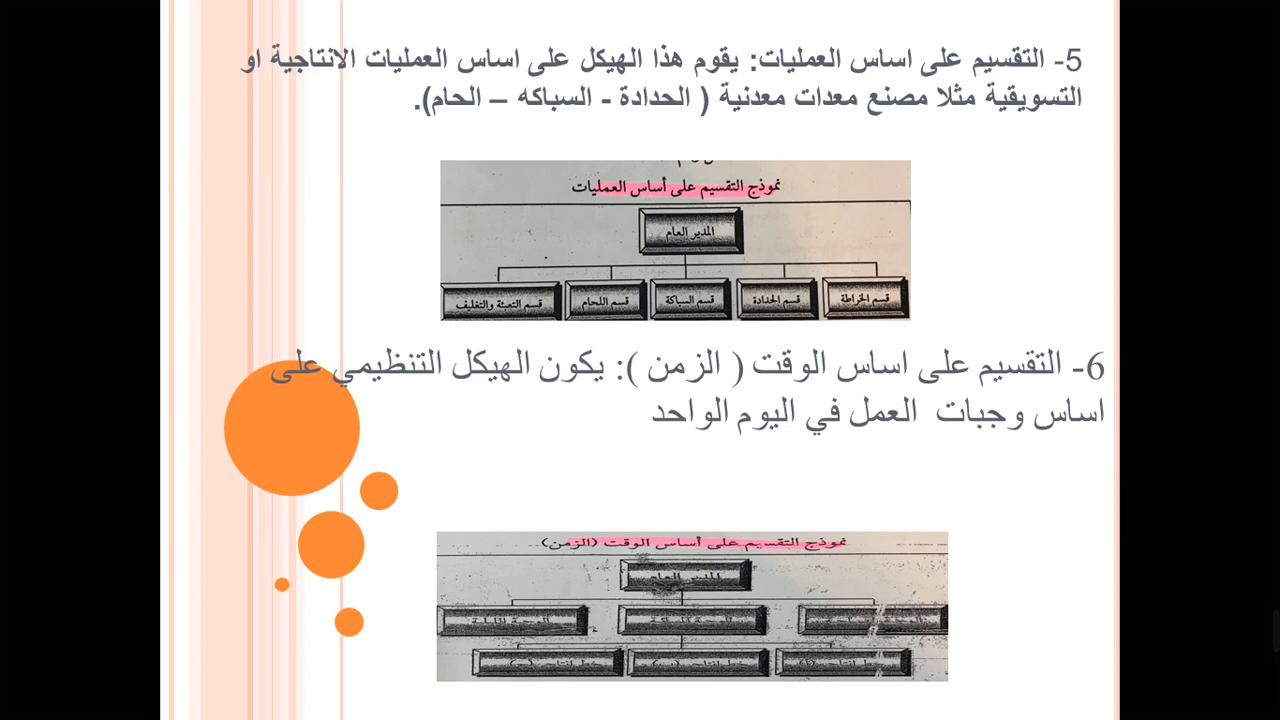 5- التقسيم على اساس العمليات: يقوم هذا الهيكل على اساس العمليات الانتاجية او
التسويقية مثلا مصنع معدات معدنية ( الحدادة - السباكه – الحام).
نموذج التقسيم على أساس العمليات
المدير العام
قسم الخراطة
قسم الحدادة
قسم السباكة
قسم اللحام
قسم التعبئة والتغليف
6- التقسيم على اساس الوقت ( الزمن ): يكون الهيكل التنظيمي على
اساس وجبات العمل في اليوم الواحد
نموذج التقسيم على أساس الوقت (الزمن)
المدير العام